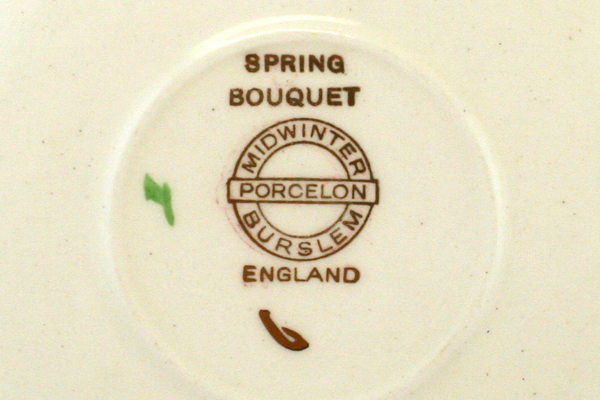 SPRING
BOUQUET
MIDWINTER
PORCELON
BURSLEM
ENGLAND